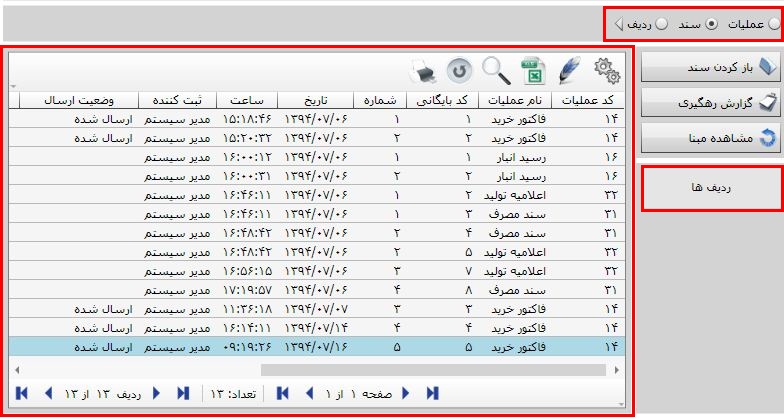 عملیات سند ردیف
باز کردن سند
گزارش رهگیری
مشاهده مبنا
ردیف ها
کد عملیات نام عملیات کد بایگانی شماره تاریخ ساعت ثبت کننده وضعیت ارسال
۱۴ فاکتور خرید ۱ ۱ ۱۳۹۴/۰۷/۰۶ ۱۵:۱۸:۴۶ مدیر سیستم ارسال شده
۱۴ فاکتور خرید ۲ ۲ ۱۳۹۴/۰۷/۰۶ ۱۵:۲۰:۳۲ مدیر سیستم ارسال شده
۱۶ رسید انبار ۱ ۱ ۱۳۹۴/۰۷/۰۶ ۱۶:۰۰:۱۲ مدیر سیستم
۱۶ رسید انبار ۲ ۲ ۱۳۹۴/۰۷/۰۶ ۱۶:۰۰:۳۱ مدیر سیستم
۳۲ اعلامیه تولید ۲ ۱ ۱۳۹۴/۰۷/۰۶ ۱۶:۴۶:۱۱ مدیر سیستم
۳۱ سند مصرف ۳ ۱ ۱۳۹۴/۰۷/۰۶ ۱۶:۴۶:۱۱ مدیر سیستم
۳۱ سند مصرف ۴ ۲ ۱۳۹۴/۰۷/۰۶ ۱۶:۴۸:۴۲ مدیر سیستم
۳۲ اعلامیه تولید ۵ ۲ ۱۳۹۴/۰۷/۰۶ ۱۶:۴۸:۴۲ مدیر سیستم
۳۲ اعلامیه تولید ۷ ۳ ۱۳۹۴/۰۷/۰۶ ۱۶:۵۶:۱۵ مدیر سیستم
۳۱ سند مصرف ۸ ۴ ۱۳۹۴/۰۷/۰۶ ۱۷:۱۹:۵۷ مدیر سیستم
۱۴ فاکتور خرید ۳ ۳ ۱۳۹۴/۰۷/۰۷ ۱۱:۳۶:۱۸ مدیر سیستم ارسال شده
۱۴ فاکتور خرید ۴ ۴ ۱۳۹۴/۰۷/۱۴ ۱۶:۱۴:۱۱ مدیر سیستم ارسال شده
۱۴ فاکتور خرید ۵ ۵ ۱۳۹۴/۰۷/۱۶ ۰۹:۱۹:۲۶ مدیر سیستم ارسال شده
صفحه ۱ از ۱ تعداد: ۱۳ ردیف ۱۳ از ۱۳